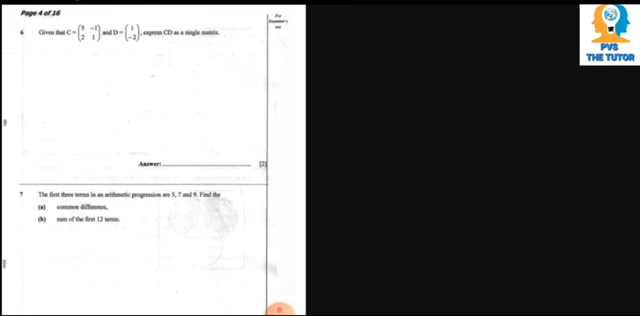 Page 4 of 16
For
Examiner's
use
6 Given that C = ( 5 −1 ; 2 1 ) and D = ( 1 ; −2 ), express CD as a single matrix.
Answer: ______________ [2]
7 The first three terms in an arithmetic progression are 5, 7 and 9. Find the
(a) common difference,
(b) sum of the first 12 terms.
PVS
THE TUTOR